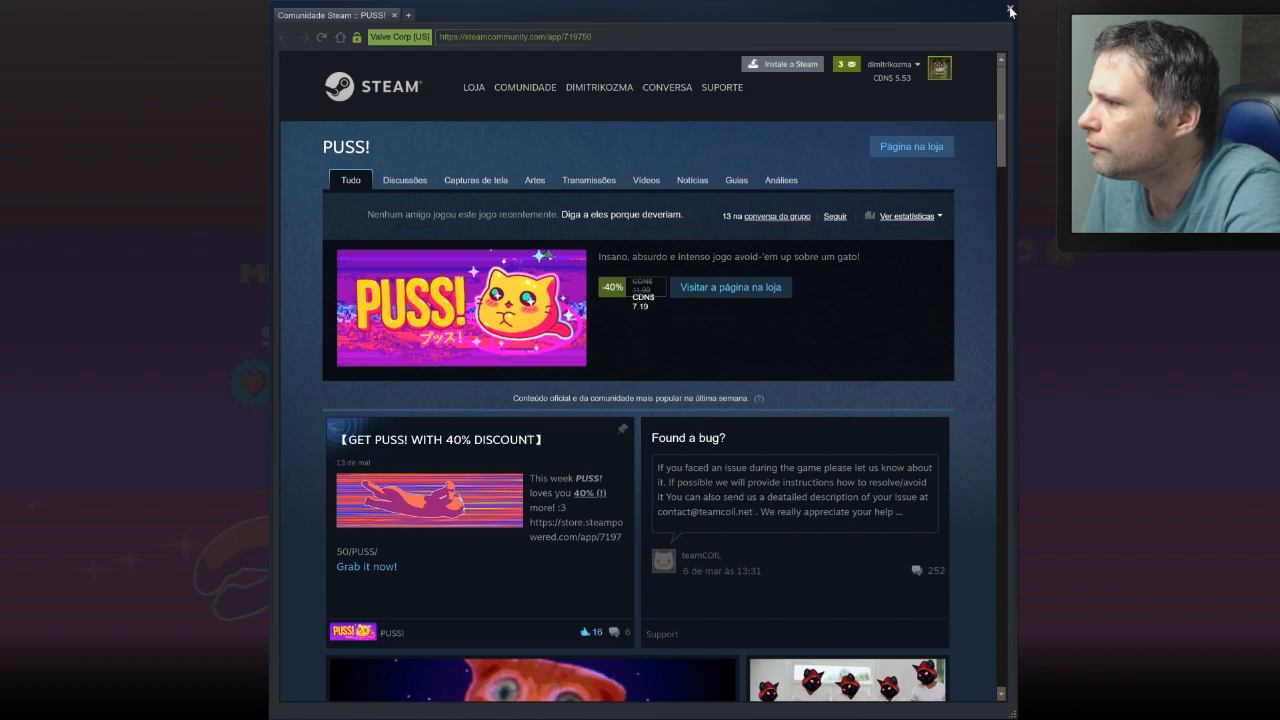 Comunidade Steam :: PUSS!
Valve Corp [US]
https://steamcommunity.com/app/719750
Instale o Steam
3
dimitrikozma
CDN$ 5.53
STEAM
LOJA COMUNIDADE DIMITRIKOZMA CONVERSA SUPORTE
PUSS!
Página na loja
Tudo Discussões Capturas de tela Artes Transmissões Vídeos Notícias Guias Análises
Nenhum amigo jogou este jogo recentemente. Diga a eles porque deveriam.
13 na conversa do grupo
Seguir
Ver estatísticas
PUSS!
プッス!
Insano, absurdo e intenso jogo avoid-'em up sobre um gato!
-40%
CDN$
11.99
CDN$
7.19
Visitar a página na loja
Conteúdo oficial e da comunidade mais popular na última semana. (?)
【GET PUSS! WITH 40% DISCOUNT】
13 de mai
This week PUSS!
loves you 40% (!)
more! :3
https://store.steampo
wered.com/app/7197
50/PUSS/
Grab it now!
PUSS!
PUSS!
16
6
Found a bug?
If you faced an issue during the game please let us know about
it. If possible we will provide instructions how to resolve/avoid
it You can also send us a deatailed description of your issue at
contact@teamcoil.net . We really appreciate your help ...
teamCOIL
6 de mar às 13:31
252
Support